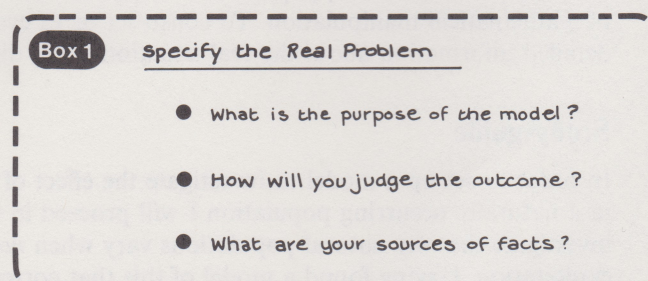 Box 1
Specify the Real Problem
What is the purpose of the model?
How will you judge the outcome?
What are your sources of facts?